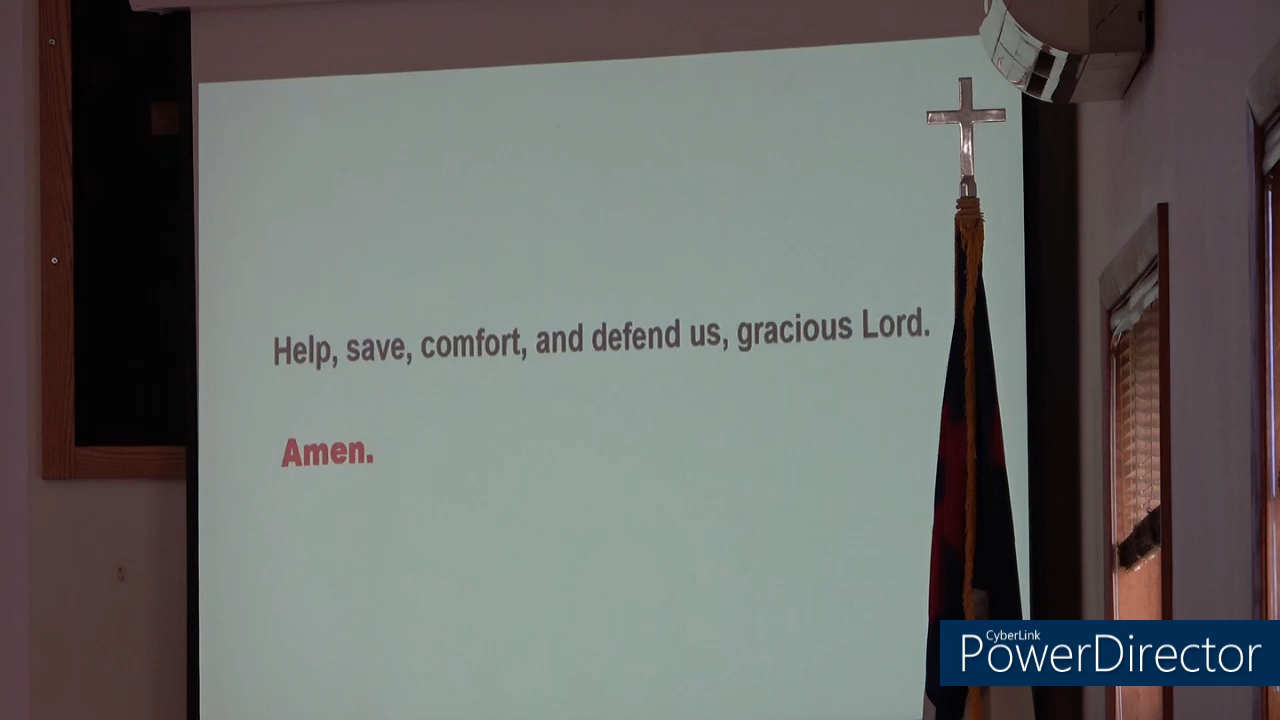 Help, save, comfort, and defend us, gracious Lord.
Amen.
CyberLink
PowerDirector